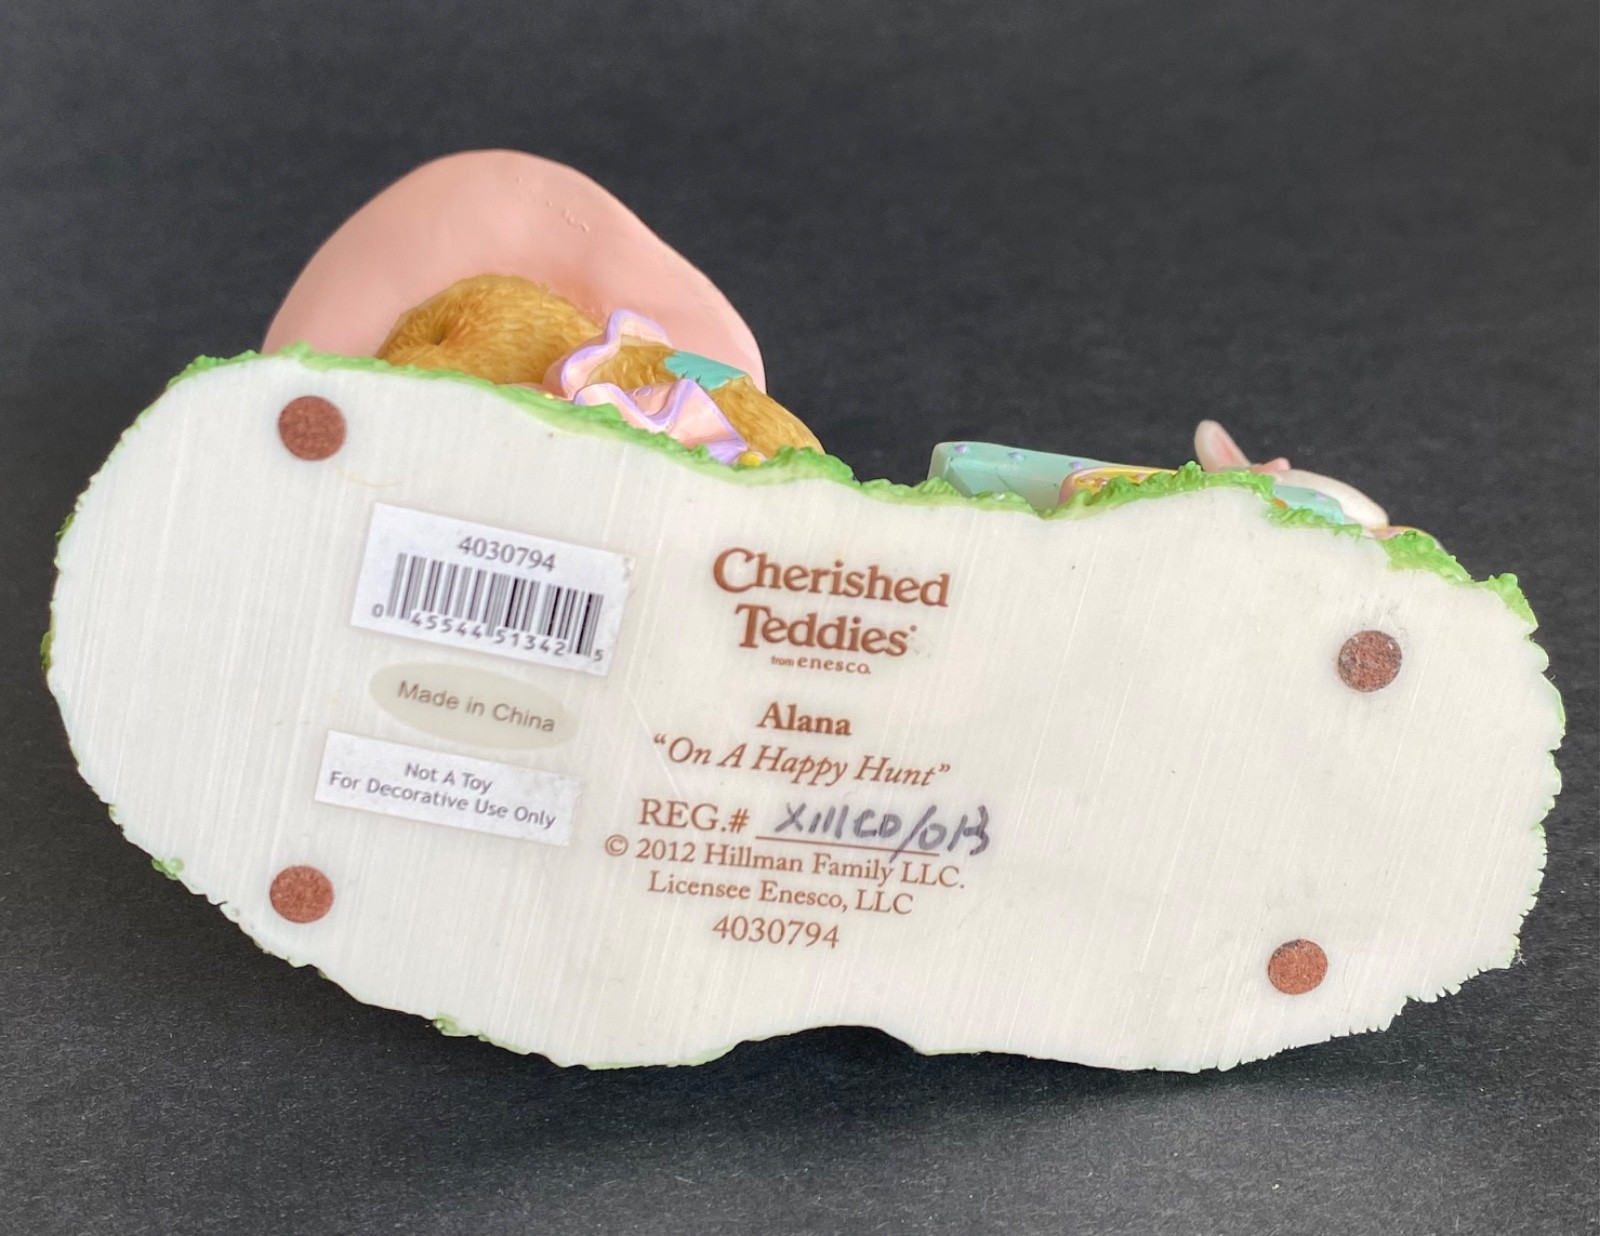 4030794
0 45544 51342 5
Made in China
Not A Toy
For Decorative Use Only
Cherished
Teddies®
from enesco.
Alana
“On A Happy Hunt”
REG.# XIIICD/013
© 2012 Hillman Family LLC.
Licensee Enesco, LLC
4030794